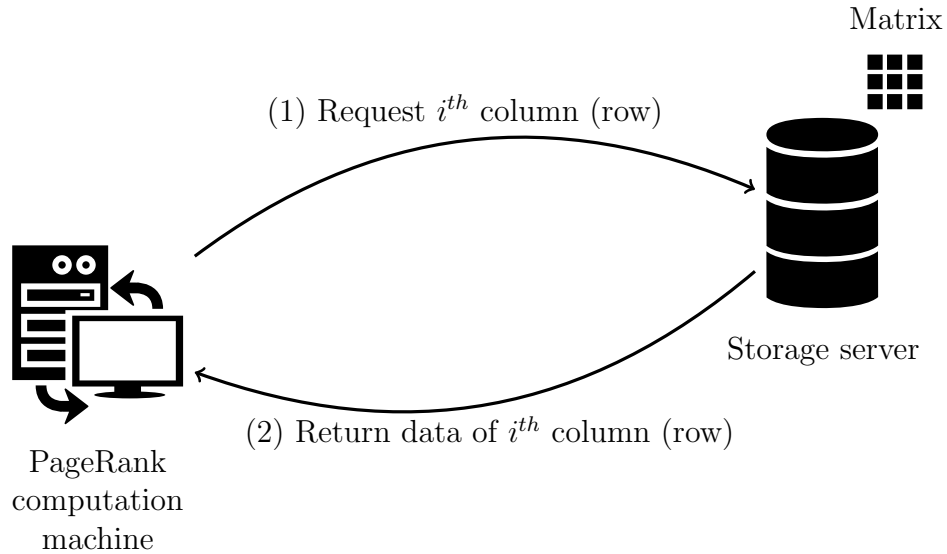 Matrix
(1) Request i^{th} column (row)
Storage server
(2) Return data of i^{th} column (row)
PageRank
computation
machine